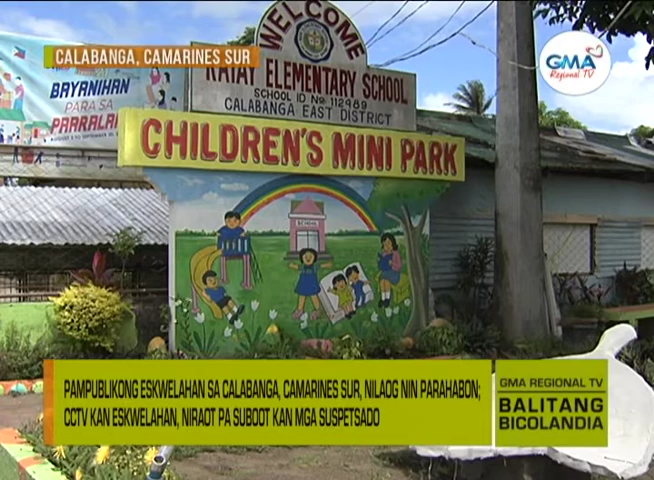 CALABANGA, CAMARINES SUR
GMA
Regional TV
WELCOME
BAYANIHAN
PARA SA
ELEMENTARY SCHOOL
SCHOOL ID No. 112489
CALABANGA EAST DISTRICT
CHILDREN'S MINI PARK
SCHOOL
PAMPUBLIKONG ESKWELAHAN SA CALABANGA, CAMARINES SUR, NILAOG NIN PARAHABON;
CCTV KAN ESKWELAHAN, NIRAOT PA SUBOOT KAN MGA SUSPETSADO
GMA REGIONAL TV
BALITANG
BICOLANDIA